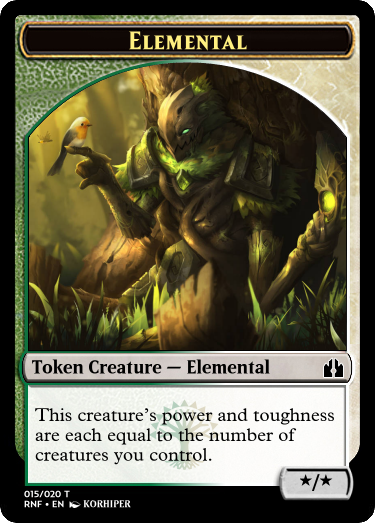 Elemental
Token Creature — Elemental
This creature's power and toughness
are each equal to the number of
creatures you control.
★/★
015/020 T
RNF • EN KORHIPER